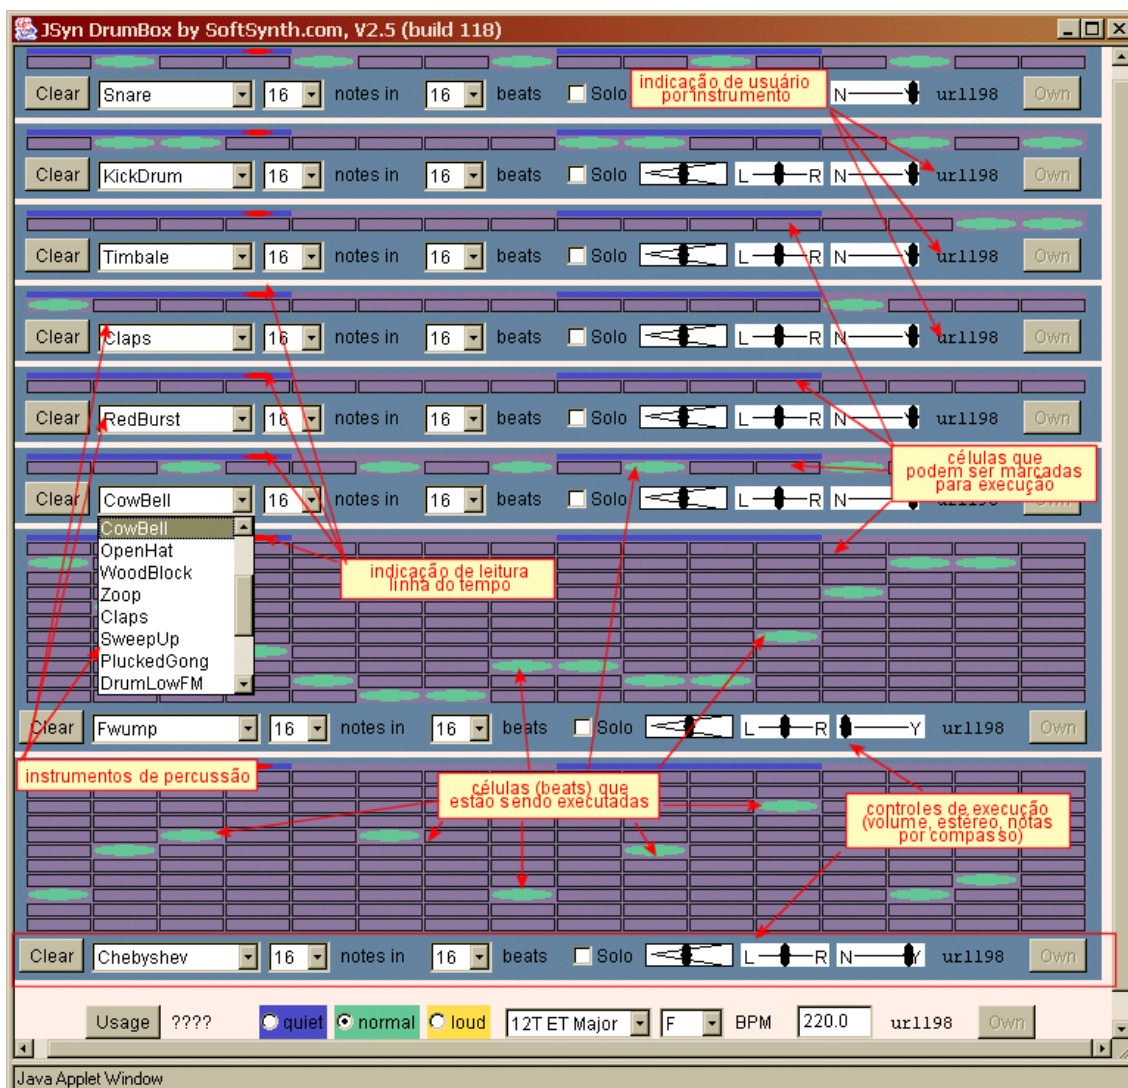 JSyn DrumBox by SoftSynth.com, V2.5 (build 118)
indicação de usuário
por instrumento
Clear Snare 16 notes in 16 beats Solo N url198 Own
Clear KickDrum 16 notes in 16 beats Solo L R N url198 Own
Clear Timbale 16 notes in 16 beats Solo L R N url198 Own
Clear Claps 16 notes in 16 beats Solo L R N url198 Own
Clear RedBurst 16 notes in 16 beats Solo L R N url198 Own
células que
podem ser marcadas
para execução
Clear CowBell 16 notes in 16 beats Solo L R N url198 Own
CowBell
OpenHat
WoodBlock
Zoop
Claps
SweepUp
PluckedGong
DrumLowFM
indicação de leitura
linha do tempo
Clear Fwump 16 notes in 16 beats Solo L R Y url198 Own
instrumentos de percussão
células (beats) que
estão sendo executadas
controles de execução
(volume, estéreo, notas
por compasso)
Clear Chebyshev 16 notes in 16 beats Solo L R N Y url198 Own
Usage ???? quiet normal loud 12T ET Major F BPM 220.0 url198 Own
Java Applet Window